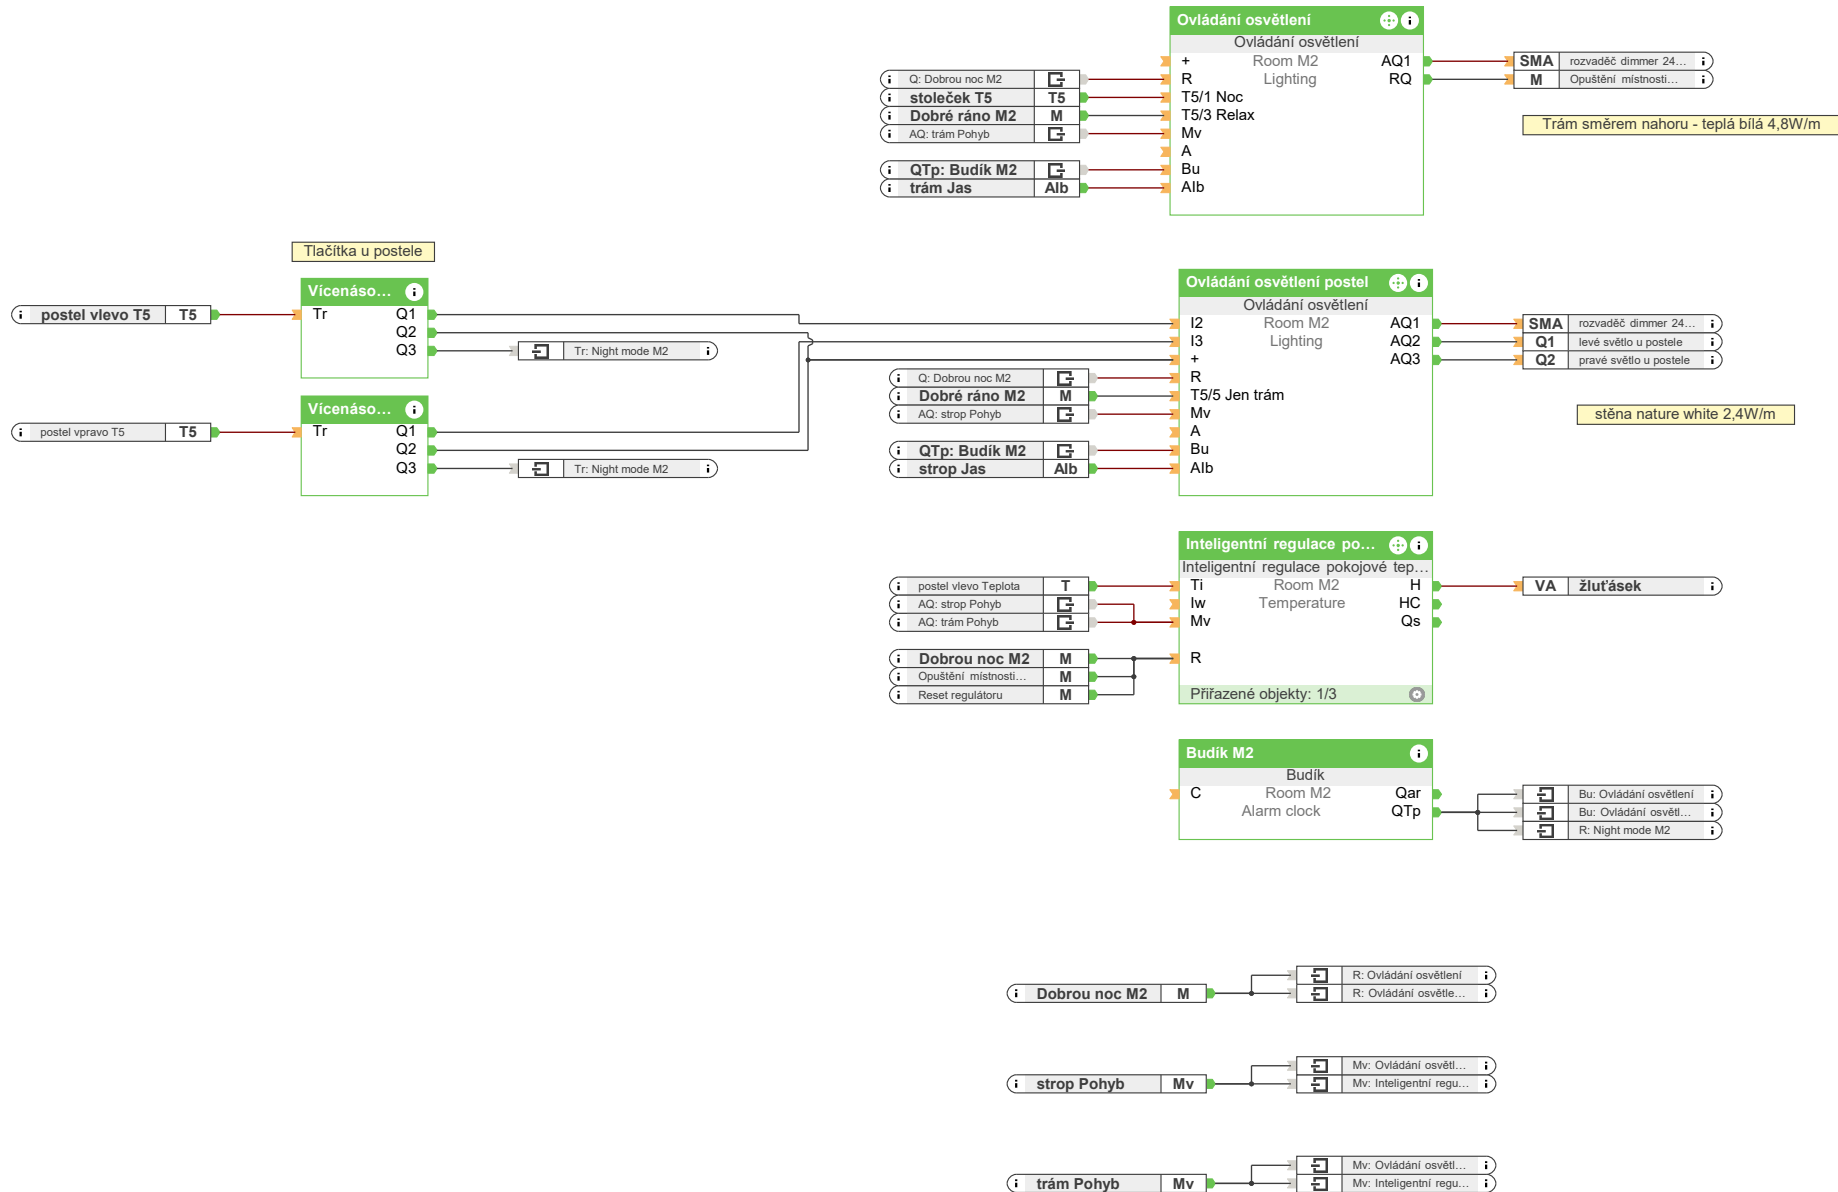 Ovládání osvětlení
Ovládání osvětlení
Room M2
Lighting
+
R
T5/1 Noc
T5/3 Relax
Mv
A
Bu
AIb
AQ1
RQ
Q: Dobrou noc M2
stoleček T5 T5
Dobré ráno M2 M
AQ: trám Pohyb
QTp: Budík M2
trám Jas AIb
SMA rozvaděč dimmer 24...
M Opuštění místnosti...
Trám směrem nahoru - teplá bílá 4,8W/m
Tlačítka u postele
postel vlevo T5 T5
Vícenáso...
Tr
Q1
Q2
Q3
Tr: Night mode M2
postel vpravo T5 T5
Vícenáso...
Tr
Q1
Q2
Q3
Tr: Night mode M2
Ovládání osvětlení postel
Ovládání osvětlení
Room M2
Lighting
I2
I3
+
R
T5/5 Jen trám
Mv
A
Bu
AIb
AQ1
AQ2
AQ3
Q: Dobrou noc M2
Dobré ráno M2 M
AQ: strop Pohyb
QTp: Budík M2
strop Jas AIb
SMA rozvaděč dimmer 24...
Q1 levé světlo u postele
Q2 pravé světlo u postele
stěna nature white 2,4W/m
Inteligentní regulace po...
Inteligentní regulace pokojové tep...
Room M2
Temperature
Ti
Iw
Mv
R
H
HC
Qs
Přiřazené objekty: 1/3
postel vlevo Teplota T
AQ: strop Pohyb
AQ: trám Pohyb
Dobrou noc M2 M
Opuštění místnosti... M
Reset regulátoru M
VA žluťásek
Budík M2
Budík
Room M2
Alarm clock
C
Qar
QTp
Bu: Ovládání osvětlení
Bu: Ovládání osvětl...
R: Night mode M2
Dobrou noc M2 M
R: Ovládání osvětlení
R: Ovládání osvětle...
strop Pohyb Mv
Mv: Ovládání osvětl...
Mv: Inteligentní regu...
trám Pohyb Mv
Mv: Ovládání osvětl...
Mv: Inteligentní regu...